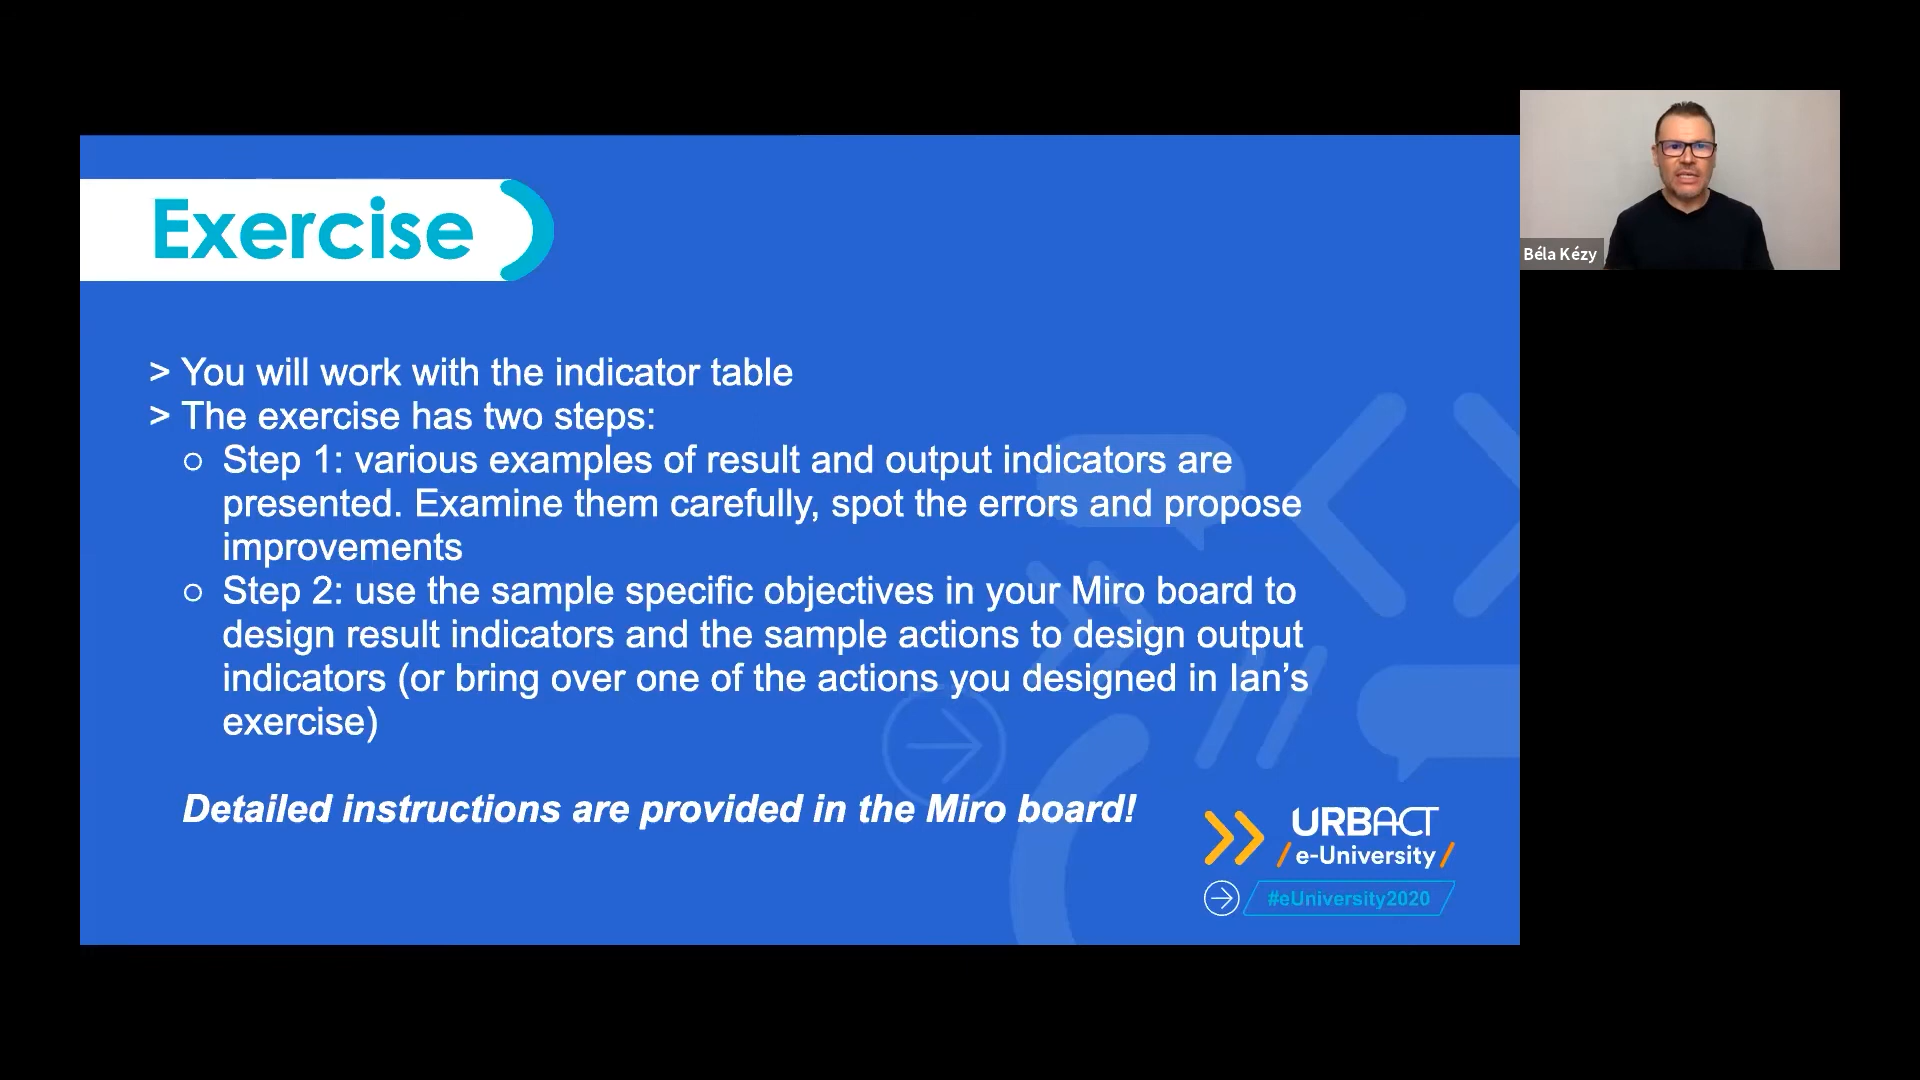 Exercise
> You will work with the indicator table
> The exercise has two steps:
○ Step 1: various examples of result and output indicators are
presented. Examine them carefully, spot the errors and propose
improvements
○ Step 2: use the sample specific objectives in your Miro board to
design result indicators and the sample actions to design output
indicators (or bring over one of the actions you designed in Ian’s
exercise)
Detailed instructions are provided in the Miro board!
URBACT
/ e-University /
#eUniversity2020
Béla Kézy